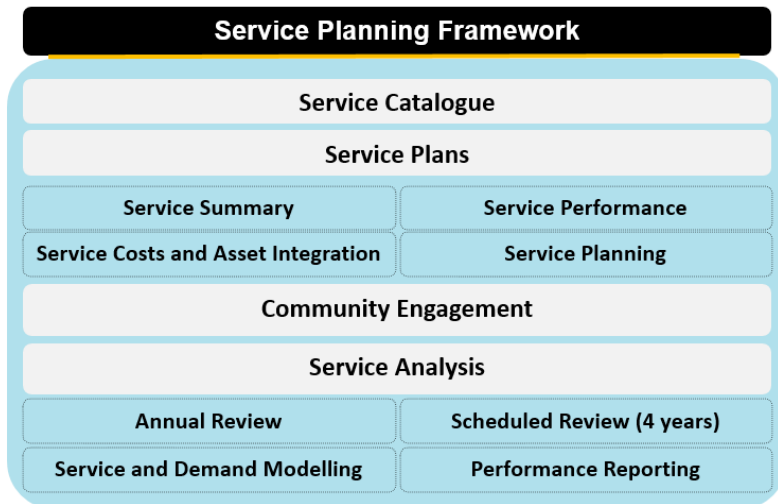 Service Planning Framework
Service Catalogue
Service Plans
Service Summary
Service Performance
Service Costs and Asset Integration
Service Planning
Community Engagement
Service Analysis
Annual Review
Scheduled Review (4 years)
Service and Demand Modelling
Performance Reporting